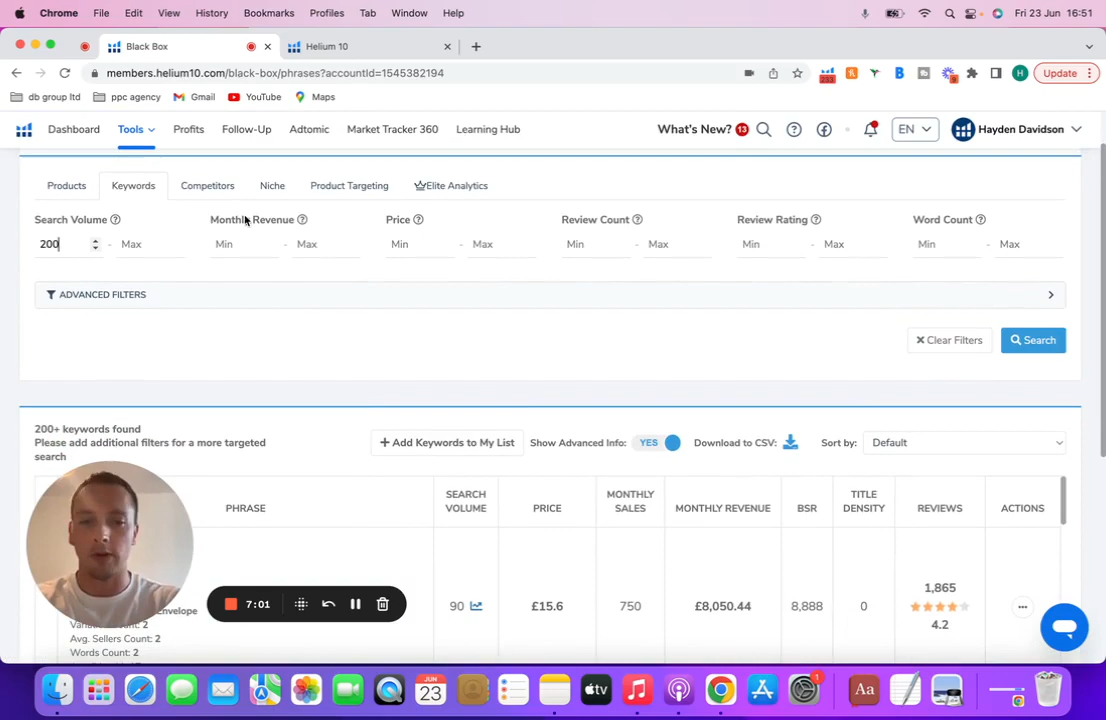 Chrome File Edit View History Bookmarks Profiles Tab Window Help Fri 23 Jun 16:51
Black Box Helium 10
members.helium10.com/black-box/phrases?accountId=1545382194 233 9 H Update
db group ltd ppc agency Gmail YouTube Maps
Dashboard Tools Profits Follow-Up Adtomic Market Tracker 360 Learning Hub What's New? 13 EN Hayden Davidson
Products Keywords Competitors Niche Product Targeting Elite Analytics
Search Volume Monthly Revenue Price Review Count Review Rating Word Count
200 - Max Min - Max Min - Max Min - Max Min - Max Min - Max
ADVANCED FILTERS
Clear Filters Search
200+ keywords found
Please add additional filters for a more targeted
search
+ Add Keywords to My List Show Advanced Info: YES Download to CSV: Sort by: Default
PHRASE SEARCH VOLUME PRICE MONTHLY SALES MONTHLY REVENUE BSR TITLE DENSITY REVIEWS ACTIONS
90 £15.6 750 £8,050.44 8,888 0 1,865
4.2
Envelope
2
Avg. Sellers Count: 2
Words Count: 2
7:01
JUN
23
tv
1
Aa